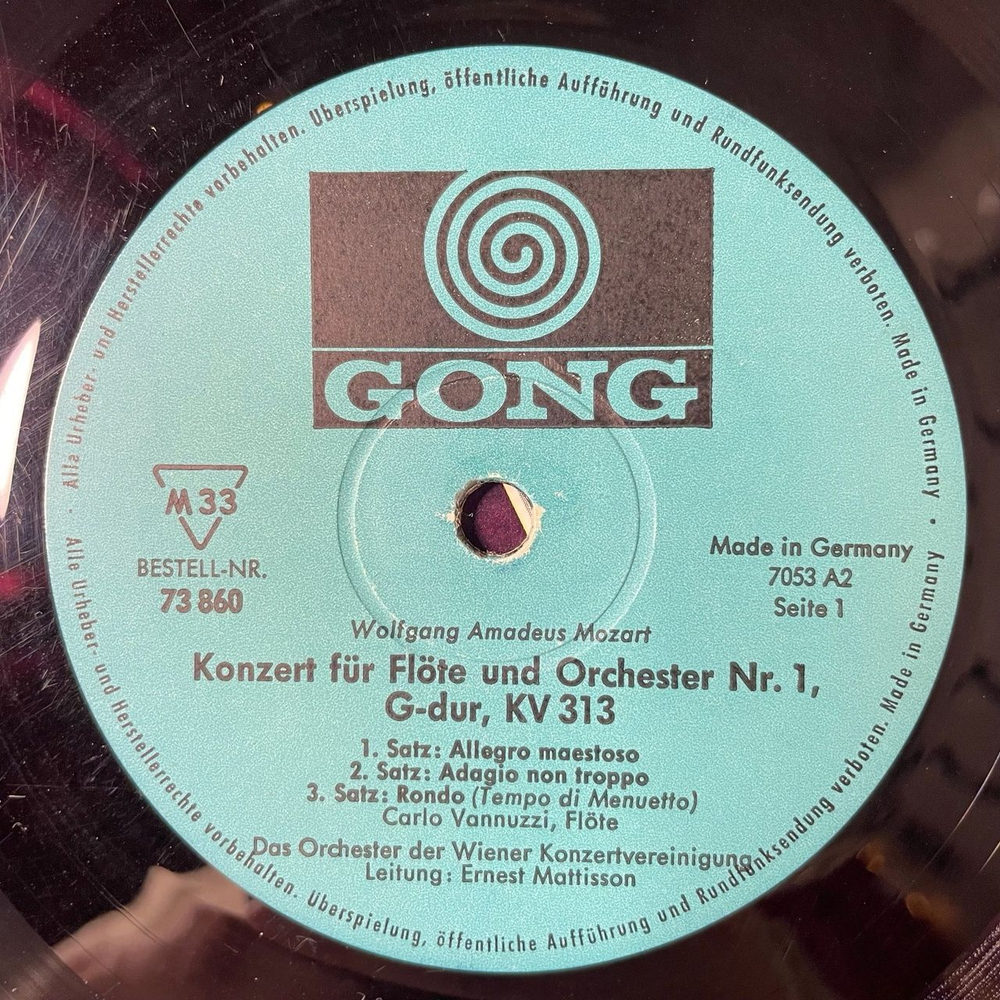 Alle Urheber- und Herstellerrechte vorbehalten. Überspielung, öffentliche Aufführung und Rundfunksendung verboten. Made in Germany
GONG
M 33
BESTELL-NR.
73 860
Made in Germany
7053 A2
Seite 1
Wolfgang Amadeus Mozart
Konzert für Flöte und Orchester Nr. 1,
G-dur, KV 313
1. Satz: Allegro maestoso
2. Satz: Adagio non troppo
3. Satz: Rondo (Tempo di Menuetto)
Carlo Vannuzzi, Flöte
Das Orchester der Wiener Konzertvereinigung
Leitung: Ernest Mattisson
Alle Urheber- und Herstellerrechte vorbehalten. Überspielung, öffentliche Aufführung und Rundfunksendung verboten. Made in Germany